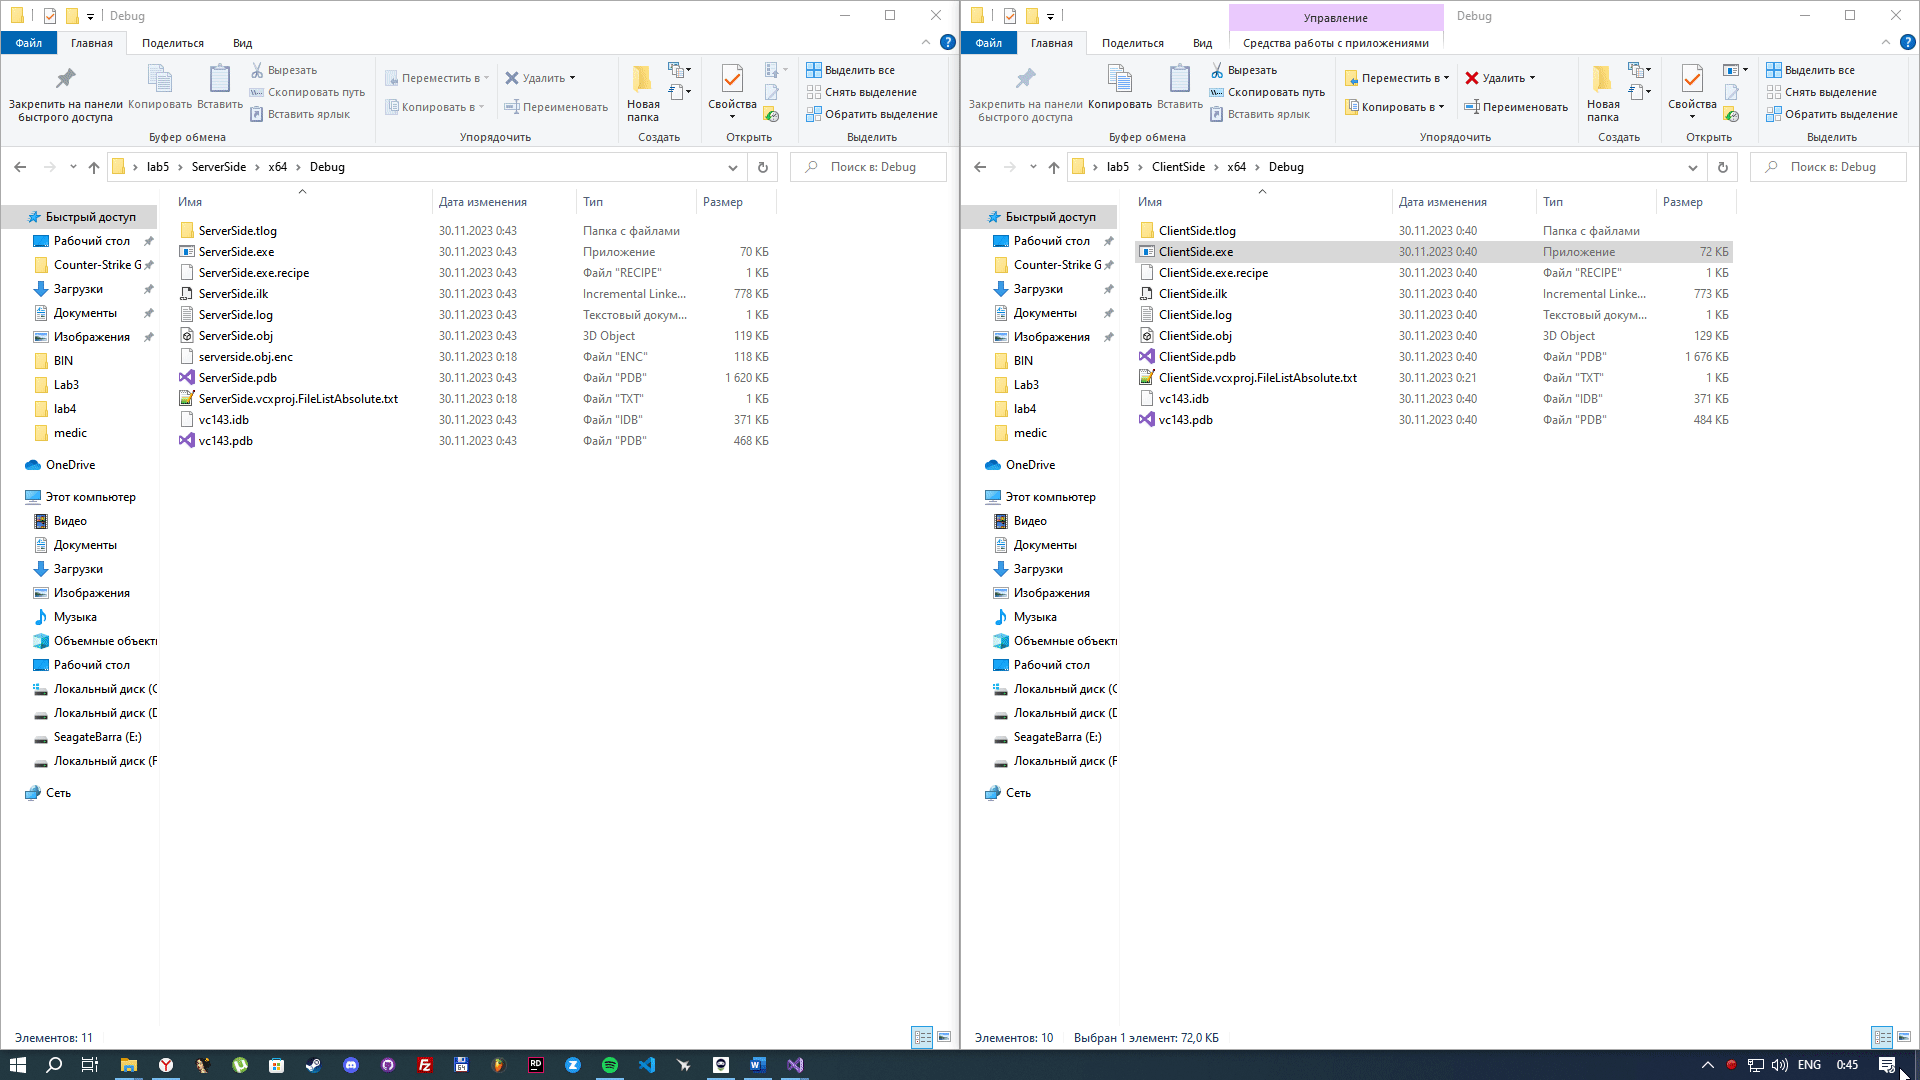 Debug
Файл Главная Поделиться Вид
Закрепить на панели быстрого доступа
Копировать
Вставить
Вырезать
Скопировать путь
Вставить ярлык
Буфер обмена
Переместить в
Копировать в
Удалить
Переименовать
Упорядочить
Новая папка
Создать
Свойства
Открыть
Выделить все
Снять выделение
Обратить выделение
Выделить
lab5 ServerSide x64 Debug
Поиск в: Debug
Имя Дата изменения Тип Размер
ServerSide.tlog 30.11.2023 0:43 Папка с файлами
ServerSide.exe 30.11.2023 0:43 Приложение 70 КБ
ServerSide.exe.recipe 30.11.2023 0:43 Файл "RECIPE" 1 КБ
ServerSide.ilk 30.11.2023 0:43 Incremental Linke... 778 КБ
ServerSide.log 30.11.2023 0:43 Текстовый докум... 1 КБ
ServerSide.obj 30.11.2023 0:43 3D Object 119 КБ
serverside.obj.enc 30.11.2023 0:18 Файл "ENC" 118 КБ
ServerSide.pdb 30.11.2023 0:43 Файл "PDB" 1 620 КБ
ServerSide.vcxproj.FileListAbsolute.txt 30.11.2023 0:18 Файл "TXT" 1 КБ
vc143.idb 30.11.2023 0:43 Файл "IDB" 371 КБ
vc143.pdb 30.11.2023 0:43 Файл "PDB" 468 КБ
Быстрый доступ
Рабочий стол
Counter-Strike G
Загрузки
Документы
Изображения
BIN
Lab3
lab4
medic
OneDrive
Этот компьютер
Видео
Документы
Загрузки
Изображения
Музыка
Объемные объекты
Рабочий стол
Локальный диск (C
Локальный диск (D
SeagateBarra (E:)
Локальный диск (F
Сеть
Элементов: 11
Управление
Debug
Файл Главная Поделиться Вид Средства работы с приложениями
Закрепить на панели быстрого доступа
Копировать
Вставить
Вырезать
Скопировать путь
Вставить ярлык
Буфер обмена
Переместить в
Копировать в
Удалить
Переименовать
Упорядочить
Новая папка
Создать
Свойства
Открыть
Выделить все
Снять выделение
Обратить выделение
Выделить
lab5 ClientSide x64 Debug
Поиск в: Debug
Имя Дата изменения Тип Размер
ClientSide.tlog 30.11.2023 0:40 Папка с файлами
ClientSide.exe 30.11.2023 0:40 Приложение 72 КБ
ClientSide.exe.recipe 30.11.2023 0:40 Файл "RECIPE" 1 КБ
ClientSide.ilk 30.11.2023 0:40 Incremental Linke... 773 КБ
ClientSide.log 30.11.2023 0:40 Текстовый докум... 1 КБ
ClientSide.obj 30.11.2023 0:40 3D Object 129 КБ
ClientSide.pdb 30.11.2023 0:40 Файл "PDB" 1 676 КБ
ClientSide.vcxproj.FileListAbsolute.txt 30.11.2023 0:21 Файл "TXT" 1 КБ
vc143.idb 30.11.2023 0:40 Файл "IDB" 371 КБ
vc143.pdb 30.11.2023 0:40 Файл "PDB" 484 КБ
Быстрый доступ
Рабочий стол
Counter-Strike G
Загрузки
Документы
Изображения
BIN
Lab3
lab4
medic
OneDrive
Этот компьютер
Видео
Документы
Загрузки
Изображения
Музыка
Объемные объекты
Рабочий стол
Локальный диск (C
Локальный диск (D
SeagateBarra (E:)
Локальный диск (F
Сеть
Элементов: 10 Выбран 1 элемент: 72,0 КБ
ENG 0:45